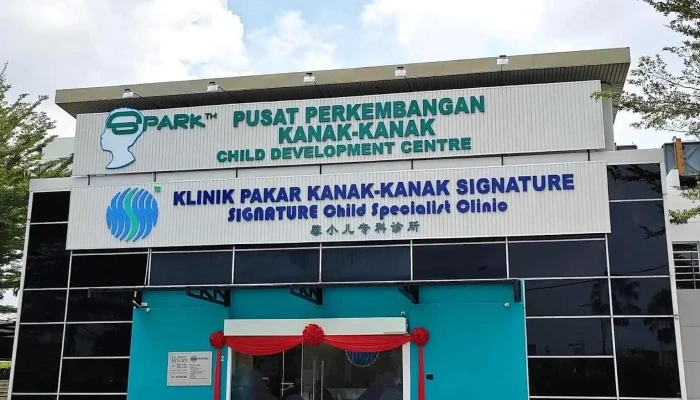 SPARK™
PUSAT PERKEMBANGAN
KANAK-KANAK
CHILD DEVELOPMENT CENTRE
KLINIK PAKAR KANAK-KANAK SIGNATURE
SIGNATURE Child Specialist Clinic
小儿专科诊所